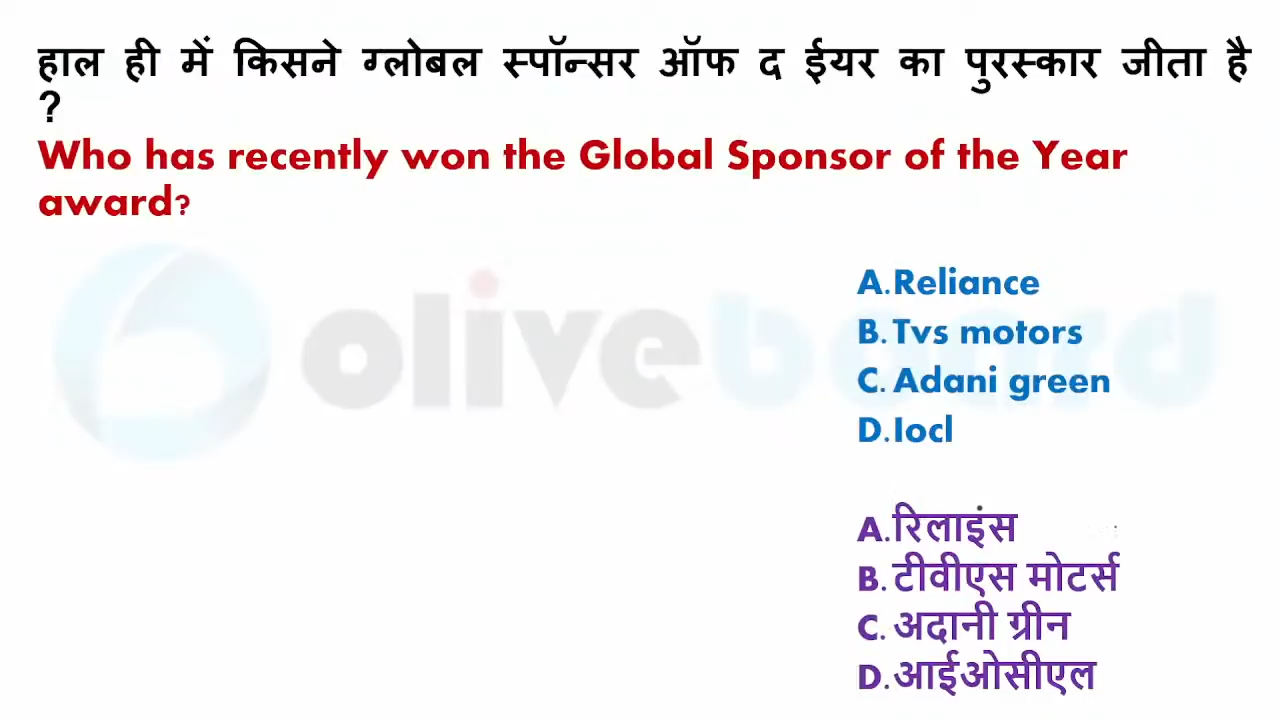 हाल ही में किसने ग्लोबल स्पॉन्सर ऑफ द ईयर का पुरस्कार जीता है
?
Who has recently won the Global Sponsor of the Year
award?
oliveboard
A.Reliance
B. Tvs motors
C. Adani green
D.Iocl
A.रिलाइंस
B. टीवीएस मोटर्स
C. अदानी ग्रीन
D.आईओसीएल